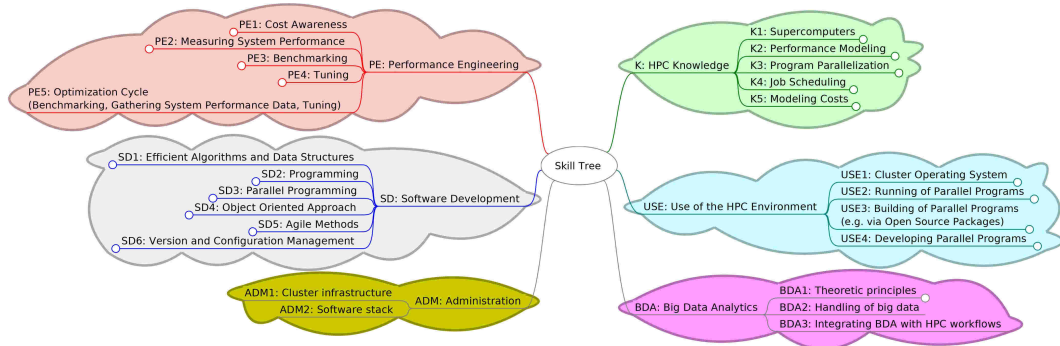 Skill Tree
PE: Performance Engineering
PE1: Cost Awareness
PE2: Measuring System Performance
PE3: Benchmarking
PE4: Tuning
PE5: Optimization Cycle
(Benchmarking, Gathering System Performance Data, Tuning)
SD: Software Development
SD1: Efficient Algorithms and Data Structures
SD2: Programming
SD3: Parallel Programming
SD4: Object Oriented Approach
SD5: Agile Methods
SD6: Version and Configuration Management
ADM: Administration
ADM1: Cluster infrastructure
ADM2: Software stack
K: HPC Knowledge
K1: Supercomputers
K2: Performance Modeling
K3: Program Parallelization
K4: Job Scheduling
K5: Modeling Costs
USE: Use of the HPC Environment
USE1: Cluster Operating System
USE2: Running of Parallel Programs
USE3: Building of Parallel Programs
(e.g. via Open Source Packages)
USE4: Developing Parallel Programs
BDA: Big Data Analytics
BDA1: Theoretic principles
BDA2: Handling of big data
BDA3: Integrating BDA with HPC workflows